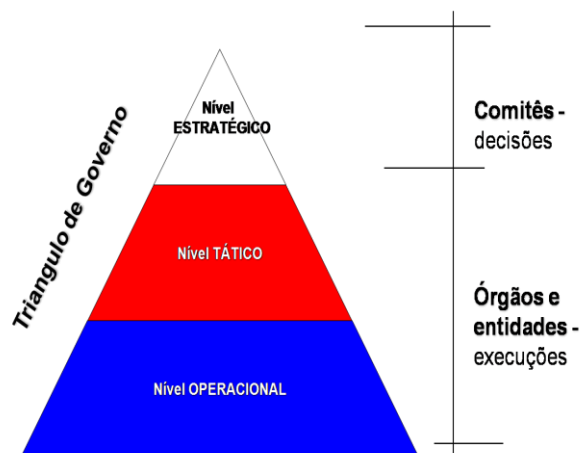 Triangulo de Governo
Nível
ESTRATÉGICO
Nível TÁTICO
Nível OPERACIONAL
Comitês -
decisões
Órgãos e
entidades -
execuções